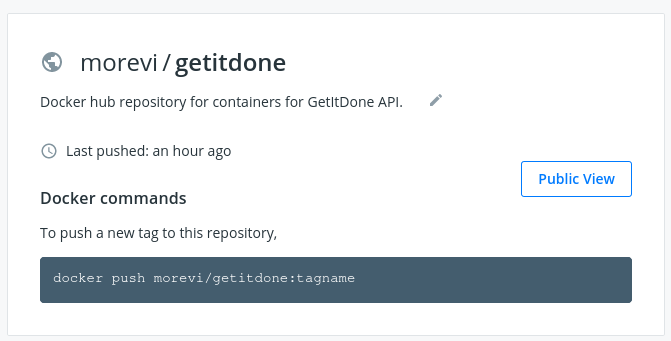 morevi / getitdone
Docker hub repository for containers for GetItDone API.
Last pushed: an hour ago
Public View
Docker commands
To push a new tag to this repository,
docker push morevi/getitdone:tagname